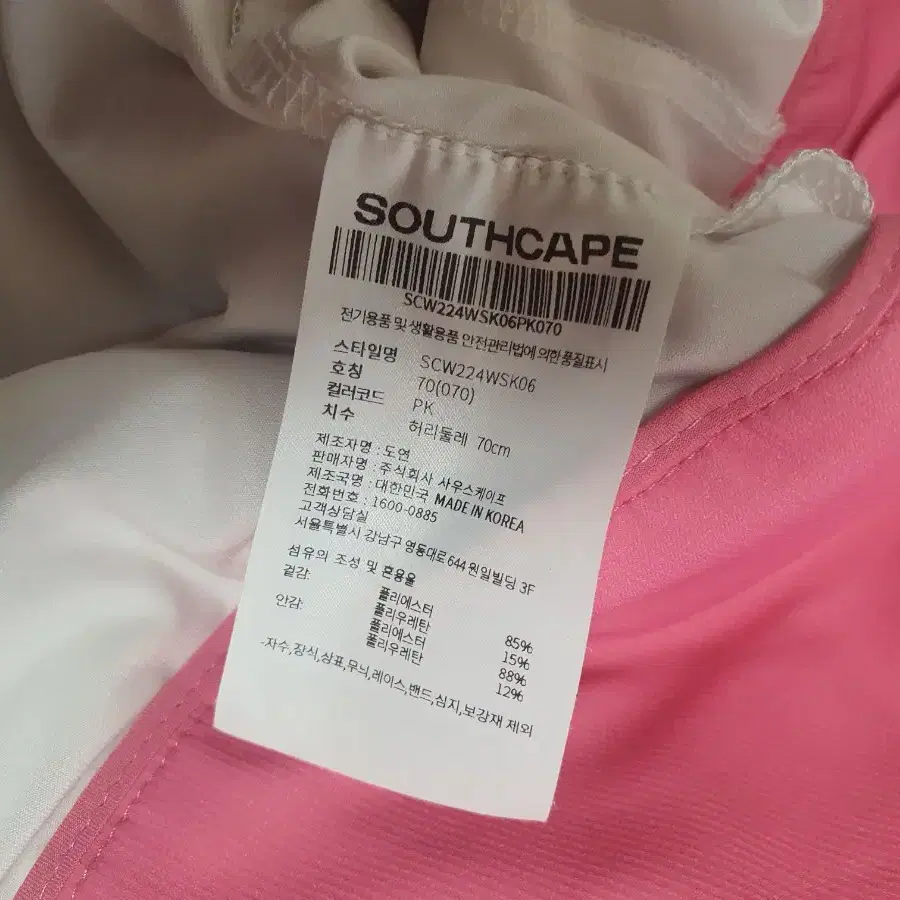 SOUTHCAPE
SCW224WSK06PK070
전기용품 및 생활용품 안전관리법에 의한 품질표시
스타일명 SCW224WSK06
호칭 70(070)
컬러코드 PK
치수 허리둘레 70cm
제조자명 : 도연
판매자명 : 주식회사 사우스케이프
제조국명 : 대한민국 MADE IN KOREA
전화번호 : 1600-0885
고객상담실
서울특별시 강남구 영동대로 644 원일빌딩 3F
섬유의 조성 및 혼용율
겉감: 폴리에스터 85%
폴리우레탄 15%
안감: 폴리에스터 88%
폴리우레탄 12%
-자수,장식,상표,무늬,레이스,밴드,심지,보강재 제외